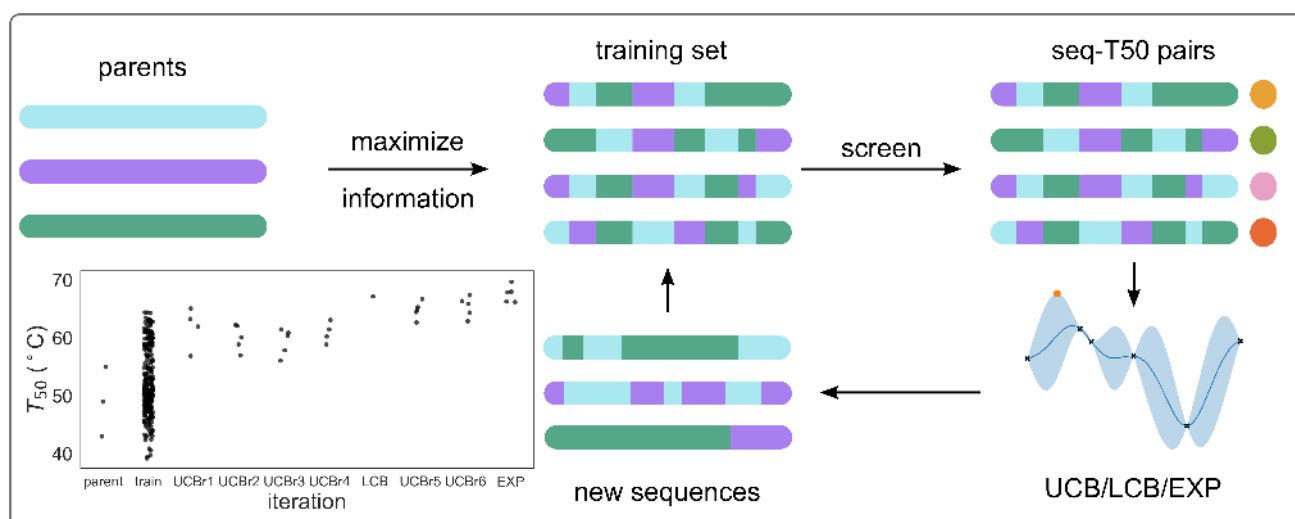 parents
maximize
information
training set
screen
seq-T50 pairs
T50 (°C)
70
60
50
40
parent train UCBr1 UCBr2 UCBr3 UCBr4 LCB UCBr5 UCBr6 EXP
iteration
new sequences
UCB/LCB/EXP